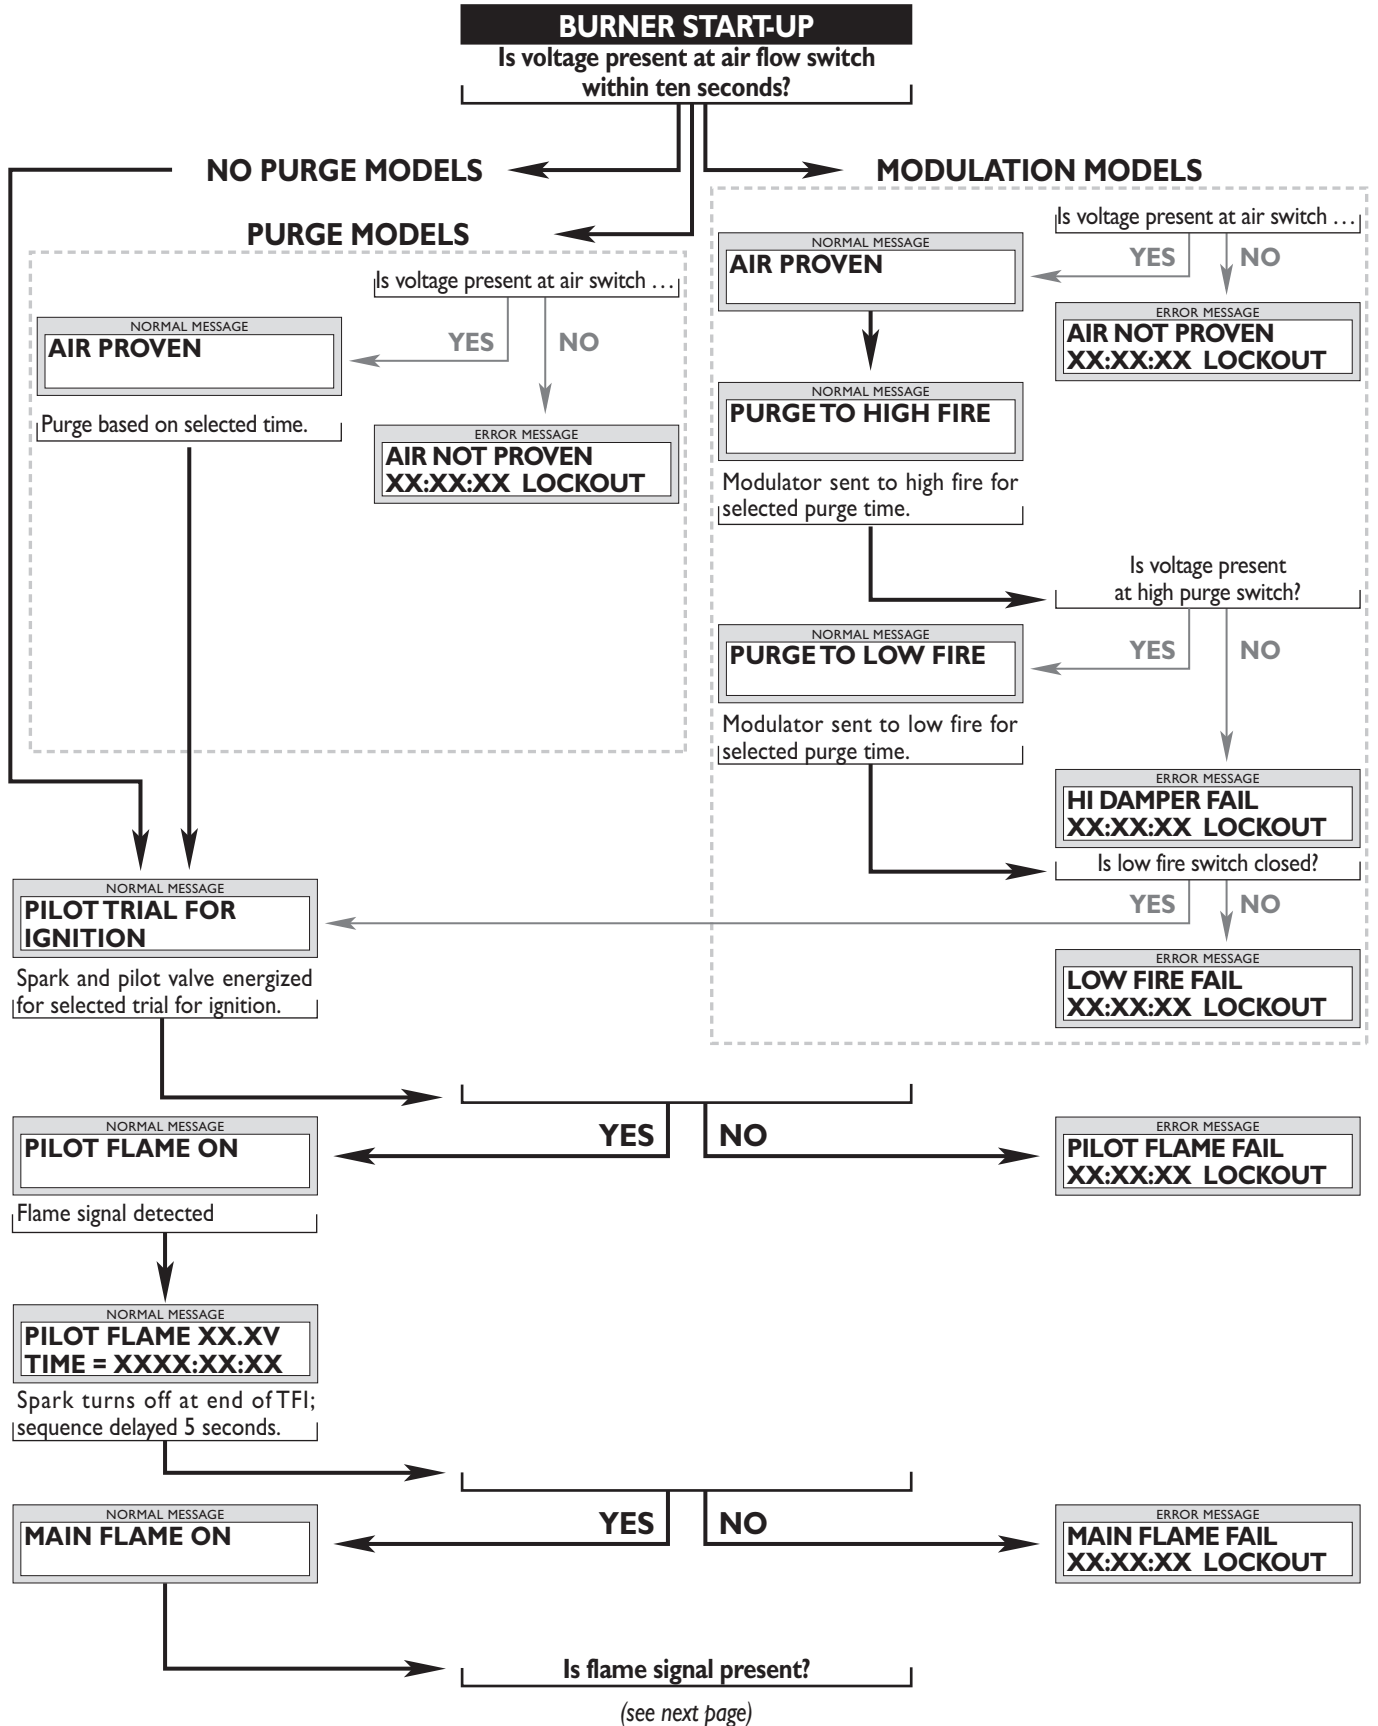 BURNER START-UP
Is voltage present at air flow switch
within ten seconds?
NO PURGE MODELS
MODULATION MODELS
PURGE MODELS
Is voltage present at air switch …
YES
NO
NORMAL MESSAGE
AIR PROVEN
Purge based on selected time.
ERROR MESSAGE
AIR NOT PROVEN
XX:XX:XX LOCKOUT
Is voltage present at air switch …
YES
NO
NORMAL MESSAGE
AIR PROVEN
ERROR MESSAGE
AIR NOT PROVEN
XX:XX:XX LOCKOUT
NORMAL MESSAGE
PURGE TO HIGH FIRE
Modulator sent to high fire for
selected purge time.
Is voltage present
at high purge switch?
YES
NO
NORMAL MESSAGE
PURGE TO LOW FIRE
Modulator sent to low fire for
selected purge time.
ERROR MESSAGE
HI DAMPER FAIL
XX:XX:XX LOCKOUT
Is low fire switch closed?
YES
NO
ERROR MESSAGE
LOW FIRE FAIL
XX:XX:XX LOCKOUT
NORMAL MESSAGE
PILOT TRIAL FOR
IGNITION
Spark and pilot valve energized
for selected trial for ignition.
YES
NO
NORMAL MESSAGE
PILOT FLAME ON
Flame signal detected
ERROR MESSAGE
PILOT FLAME FAIL
XX:XX:XX LOCKOUT
NORMAL MESSAGE
PILOT FLAME XX.XV
TIME = XXXX:XX:XX
Spark turns off at end of TFI;
sequence delayed 5 seconds.
YES
NO
NORMAL MESSAGE
MAIN FLAME ON
ERROR MESSAGE
MAIN FLAME FAIL
XX:XX:XX LOCKOUT
Is flame signal present?
(see next page)